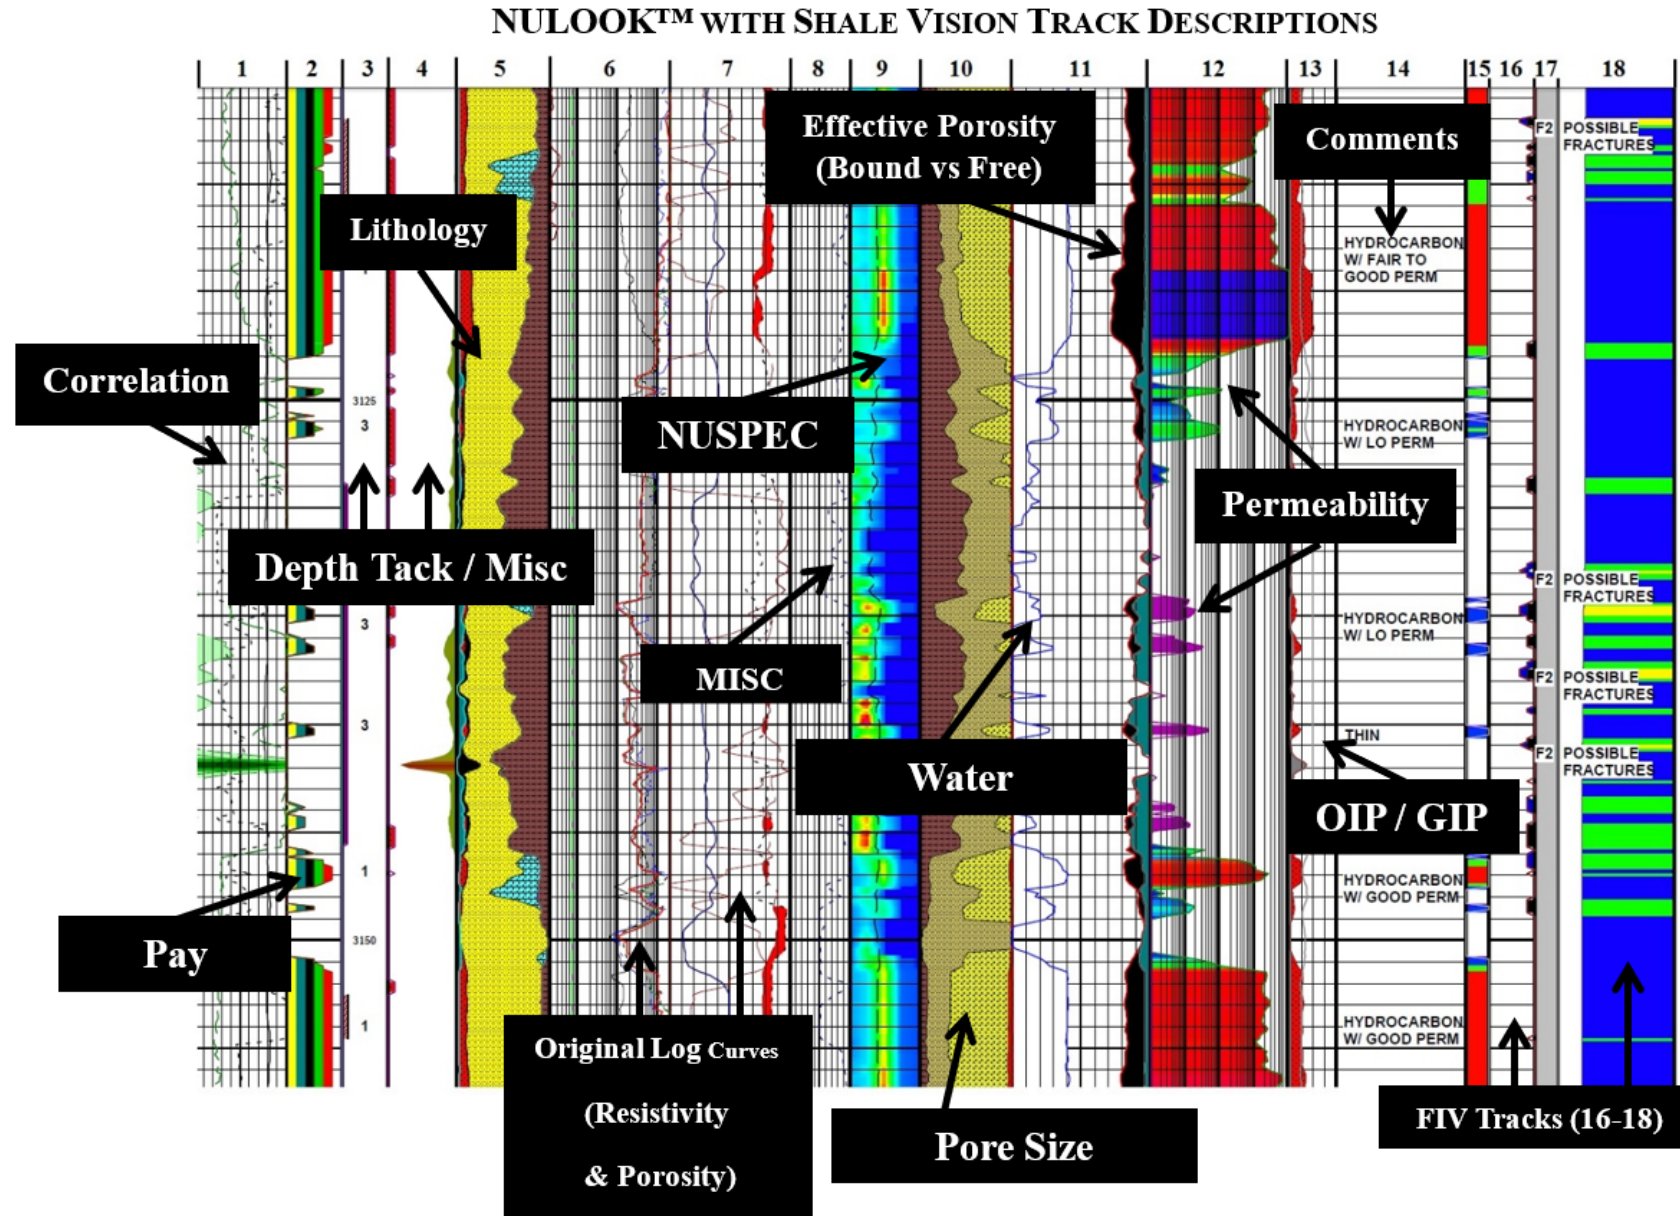 NULOOK™ WITH SHALE VISION TRACK DESCRIPTIONS
1 2 3 4 5 6 7 8 9 10 11 12 13 14 15 16 17 18
Effective Porosity
(Bound vs Free)
Comments
F2 POSSIBLE
FRACTURES
Lithology
HYDROCARBON
W/ FAIR TO
GOOD PERM
Correlation
3125
3
NUSPEC
HYDROCARBON
W/ LO PERM
Permeability
Depth Tack / Misc
F2 POSSIBLE
FRACTURES
3
HYDROCARBON
W/ LO PERM
MISC
F2 POSSIBLE
FRACTURES
3
THIN
F2 POSSIBLE
FRACTURES
Water
OIP / GIP
1
HYDROCARBON
W/ GOOD PERM
Pay
3150
1
HYDROCARBON
W/ GOOD PERM
Original Log Curves
(Resistivity
& Porosity)
Pore Size
FIV Tracks (16-18)